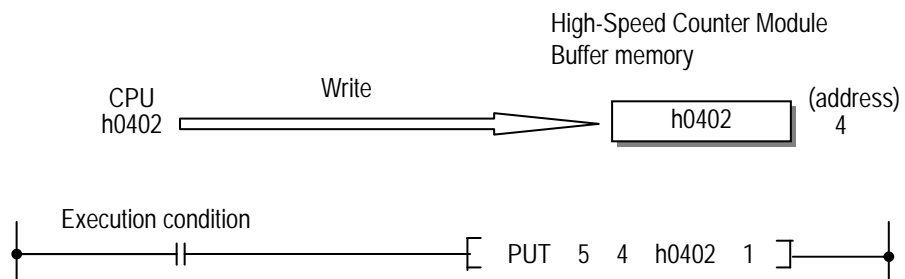 High-Speed Counter Module
Buffer memory
Write
CPU
h0402
h0402
(address)
4
Execution condition
PUT 5 4 h0402 1